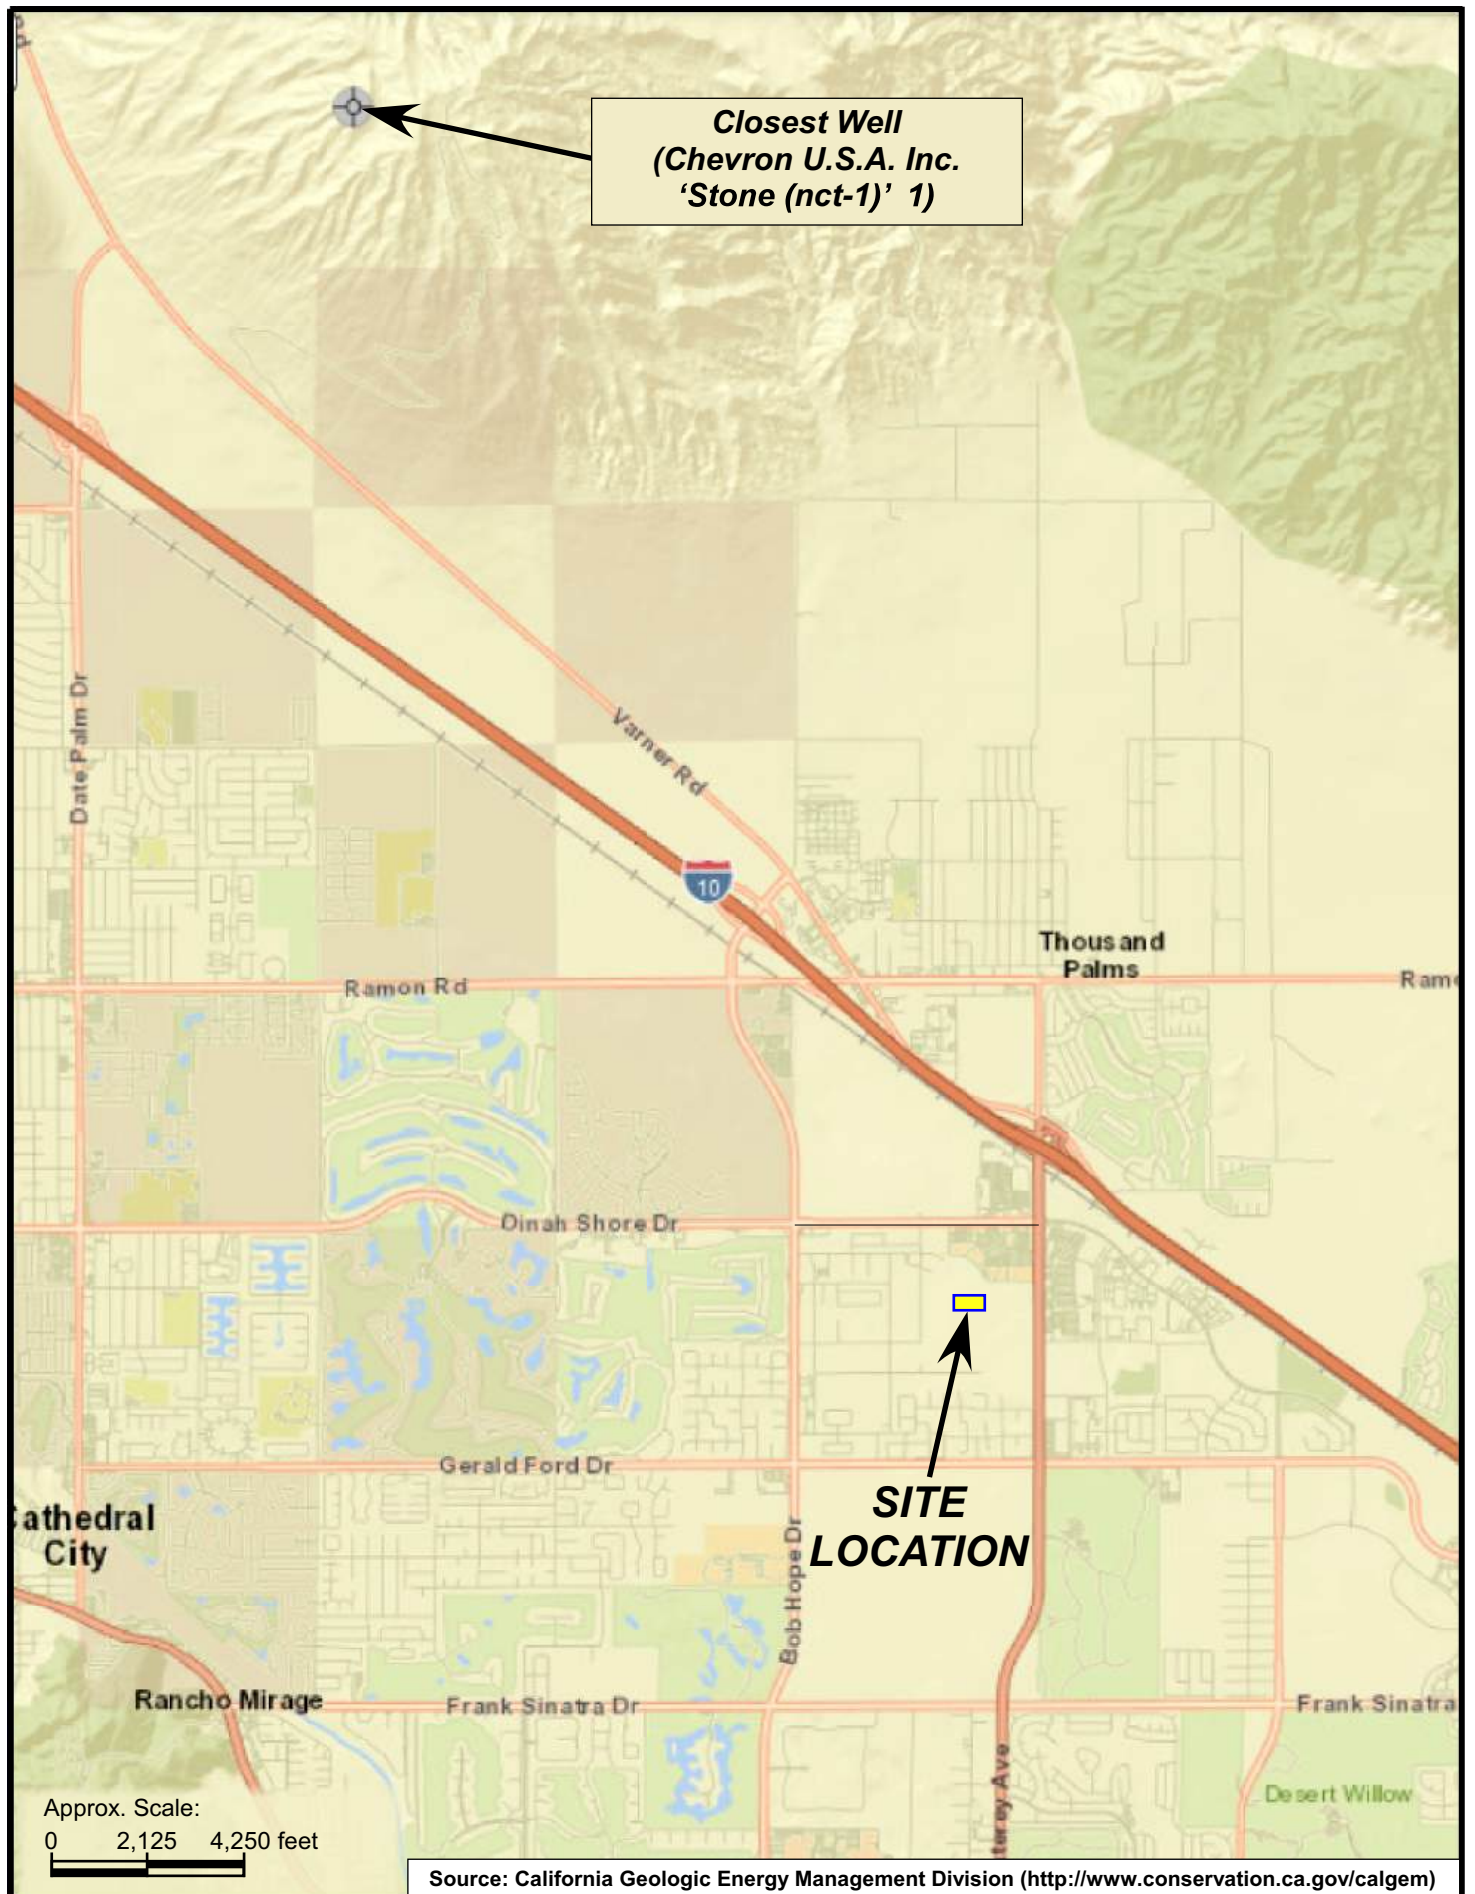 Closest Well
(Chevron U.S.A. Inc.
‘Stone (nct-1)’ 1)
Date Palm Dr
Varner Rd
10
Thousand
Palms
Ramon Rd
Ram
Dinah Shore Dr
Gerald Ford Dr
SITE
LOCATION
athedral
City
Bob Hope Dr
Rancho Mirage
Frank Sinatra Dr
Frank Sinatra
terey Ave
Desert Willow
Approx. Scale:
0 2,125 4,250 feet
Source: California Geologic Energy Management Division (http://www.conservation.ca.gov/calgem)